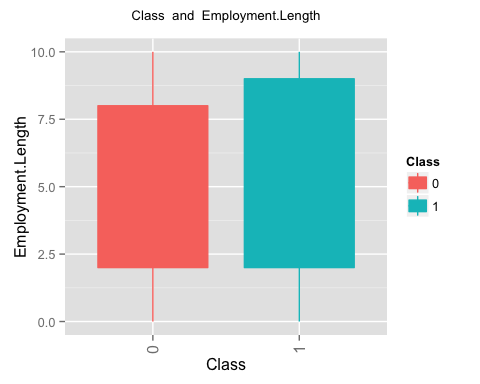 Class and Employment.Length
10.0
7.5
5.0
2.5
0.0
Employment.Length
0
1
Class
Class
0
1